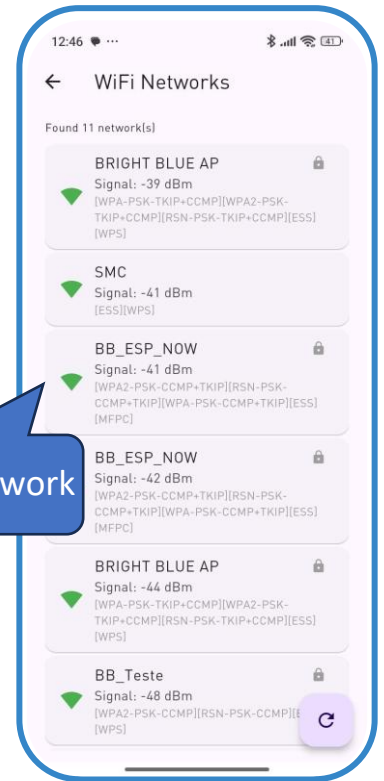 12:46 ...
41
← WiFi Networks
Found 11 network(s)
BRIGHT BLUE AP
Signal: -39 dBm
[WPA-PSK-TKIP+CCMP][WPA2-PSK-
TKIP+CCMP][RSN-PSK-TKIP+CCMP][ESS]
[WPS]
SMC
Signal: -41 dBm
[ESS][WPS]
BB_ESP_NOW
Signal: -41 dBm
[WPA2-PSK-CCMP+TKIP][RSN-PSK-
CCMP+TKIP][WPA-PSK-CCMP+TKIP][ESS]
[MFPC]
work
BB_ESP_NOW
Signal: -42 dBm
[WPA2-PSK-CCMP+TKIP][RSN-PSK-
CCMP+TKIP][WPA-PSK-CCMP+TKIP][ESS]
[MFPC]
BRIGHT BLUE AP
Signal: -44 dBm
[WPA-PSK-TKIP+CCMP][WPA2-PSK-
TKIP+CCMP][RSN-PSK-TKIP+CCMP][ESS]
[WPS]
BB_Teste
Signal: -48 dBm
[WPA2-PSK-CCMP][RSN-PSK-CCMP][E
[WPS]